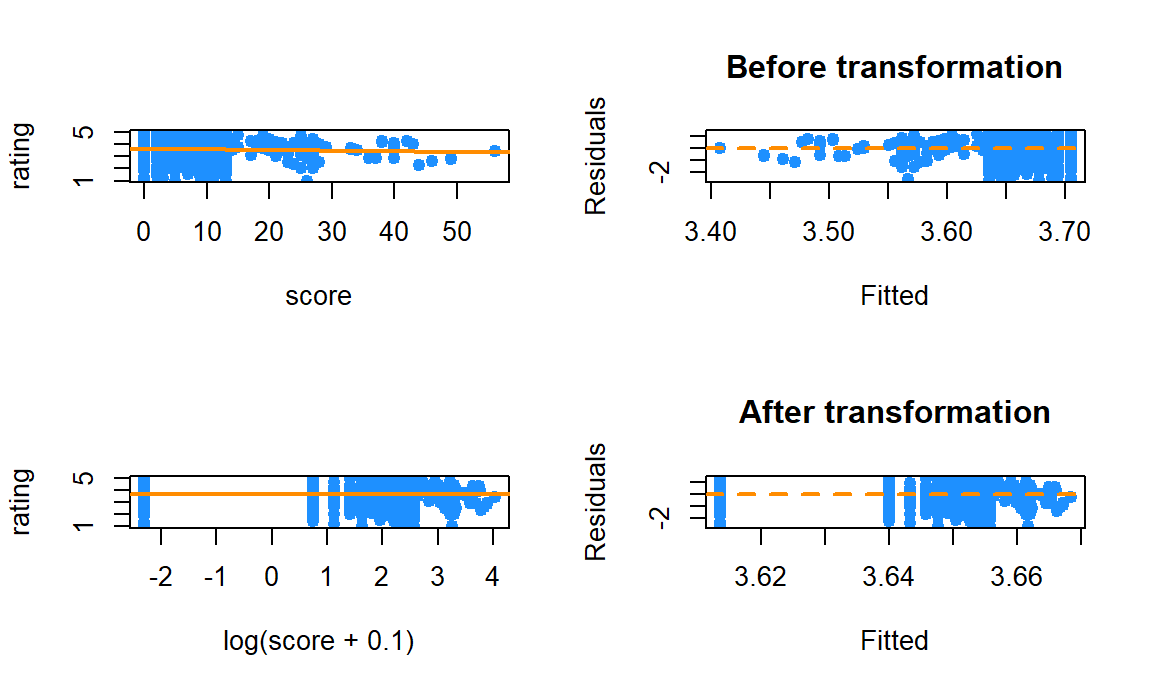 Before transformation
rating
1 5
0 10 20 30 40 50
score
Residuals
-2
3.40 3.50 3.60 3.70
Fitted
After transformation
rating
1 5
-2 -1 0 1 2 3 4
log(score + 0.1)
Residuals
-2
3.62 3.64 3.66
Fitted